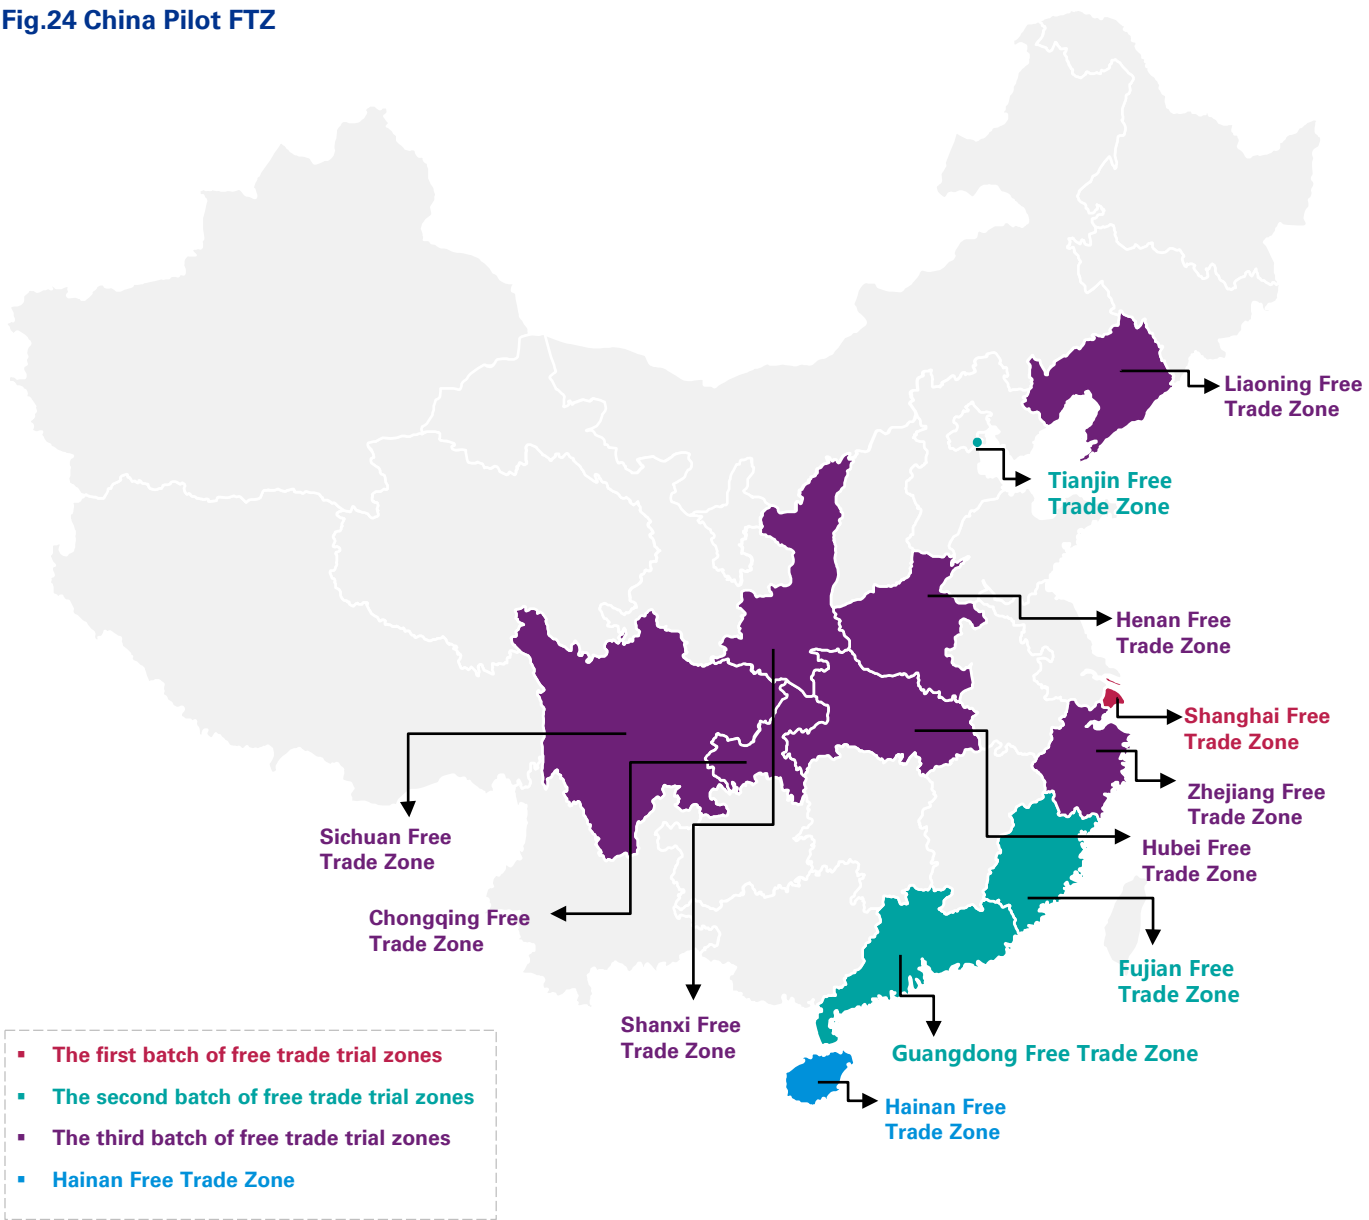 Fig.24 China Pilot FTZ
Liaoning Free
Trade Zone
Tianjin Free
Trade Zone
Henan Free
Trade Zone
Shanghai Free
Trade Zone
Zhejiang Free
Trade Zone
Sichuan Free
Trade Zone
Hubei Free
Trade Zone
Chongqing Free
Trade Zone
Fujian Free
Trade Zone
Shanxi Free
Trade Zone
Guangdong Free Trade Zone
Hainan Free
Trade Zone
▪ The first batch of free trade trial zones
▪ The second batch of free trade trial zones
▪ The third batch of free trade trial zones
▪ Hainan Free Trade Zone